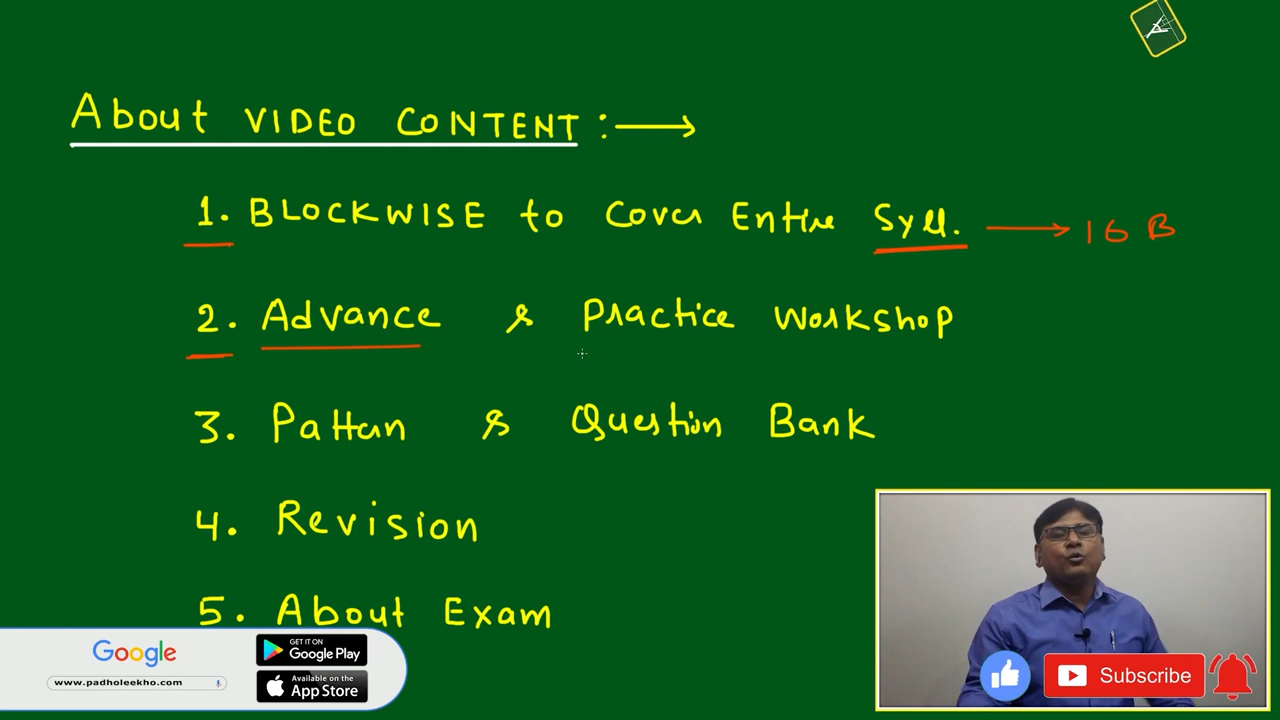 About VIDEO CONTENT :→
1. BLOCKWISE to Cover Entire Syll. → 16 B
2. Advance & Practice Workshop
3. Pattern & Question Bank
4. Revision
5. About Exam
Google
www.padholeekho.com
GET IT ON
Google Play
Available on the
App Store
Subscribe